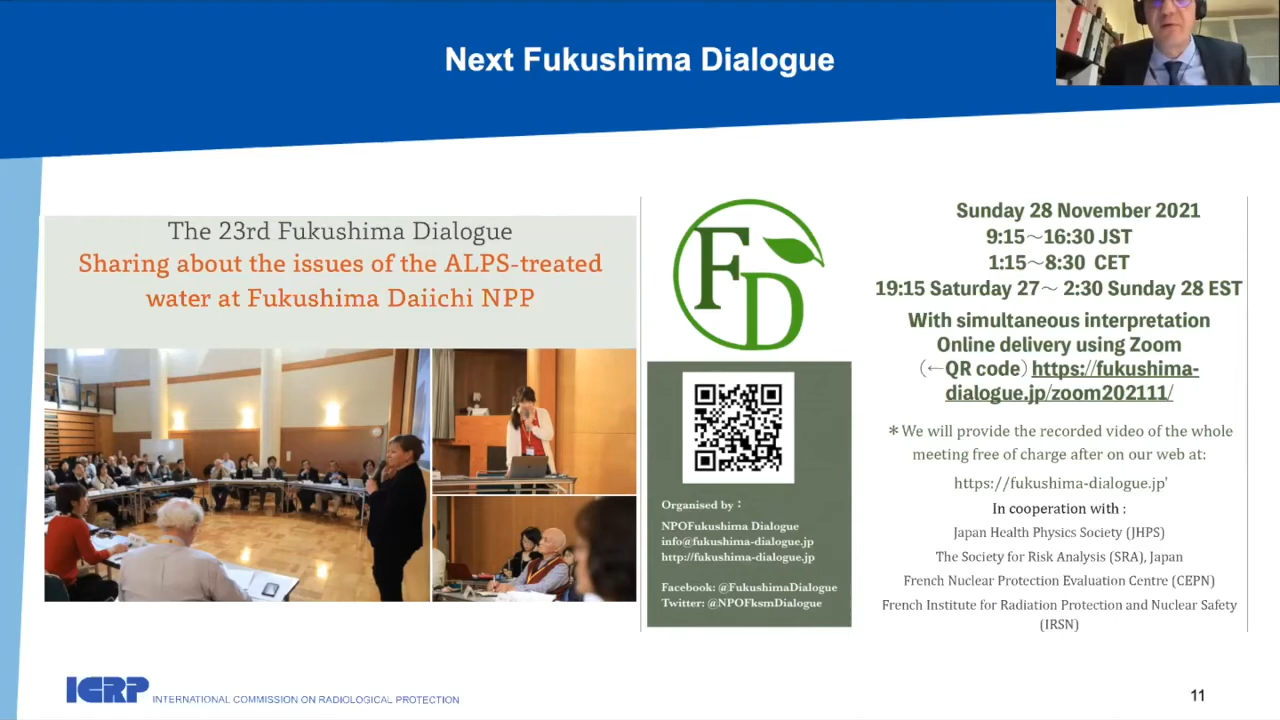 Next Fukushima Dialogue
The 23rd Fukushima Dialogue
Sharing about the issues of the ALPS-treated
water at Fukushima Daiichi NPP
FD
Organised by：
NPOFukushima Dialogue
info@fukushima-dialogue.jp
http://fukushima-dialogue.jp
Facebook: @FukushimaDialogue
Twitter: @NPOFksmDialogue
Sunday 28 November 2021
9:15～16:30 JST
1:15～8:30 CET
19:15 Saturday 27～ 2:30 Sunday 28 EST
With simultaneous interpretation
Online delivery using Zoom
（←QR code）https://fukushima-
dialogue.jp/zoom202111/
＊We will provide the recorded video of the whole
meeting free of charge after on our web at:
https://fukushima-dialogue.jp'
In cooperation with :
Japan Health Physics Society (JHPS)
The Society for Risk Analysis (SRA), Japan
French Nuclear Protection Evaluation Centre (CEPN)
French Institute for Radiation Protection and Nuclear Safety
(IRSN)
ICRP INTERNATIONAL COMMISSION ON RADIOLOGICAL PROTECTION
11